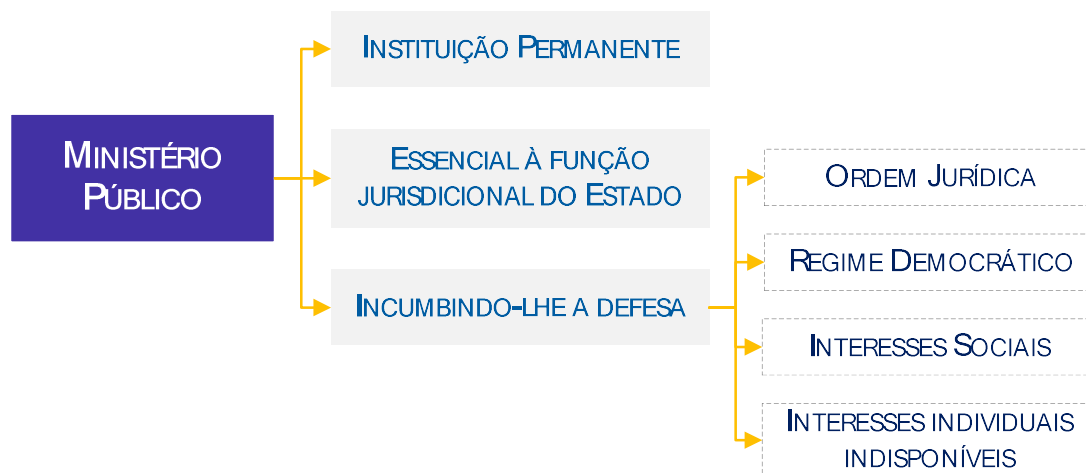 MINISTÉRIO
PÚBLICO
INSTITUIÇÃO PERMANENTE
ESSENCIAL À FUNÇÃO
JURISDICIONAL DO ESTADO
INCUMBINDO-LHE A DEFESA
ORDEM JURÍDICA
REGIME DEMOCRÁTICO
INTERESSES SOCIAIS
INTERESSES INDIVIDUAIS
INDISPONÍVEIS